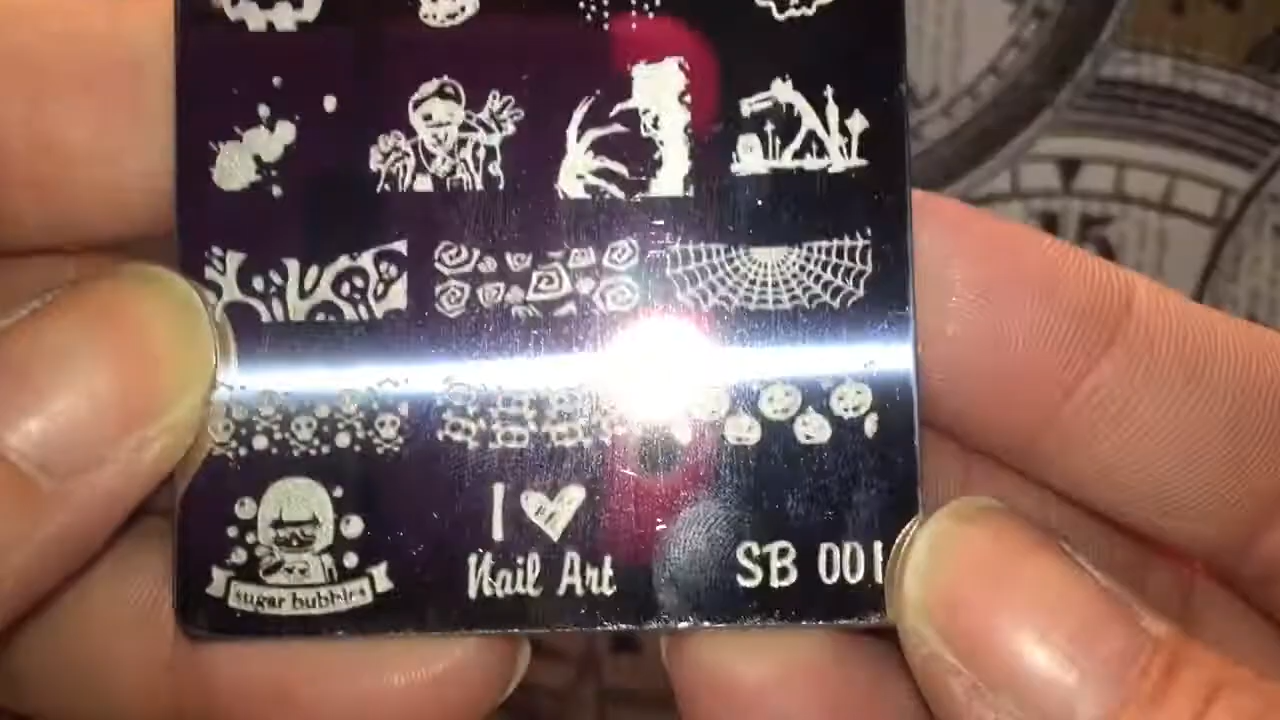 I ♥
Nail Art
SB 001
sugar bubbles